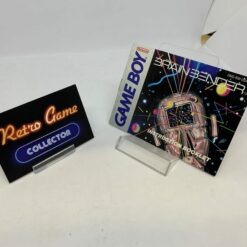 Retro Game
COLLECTOR
GAME BOY
BRAINBENDER
INSTRUCTION BOOKLET